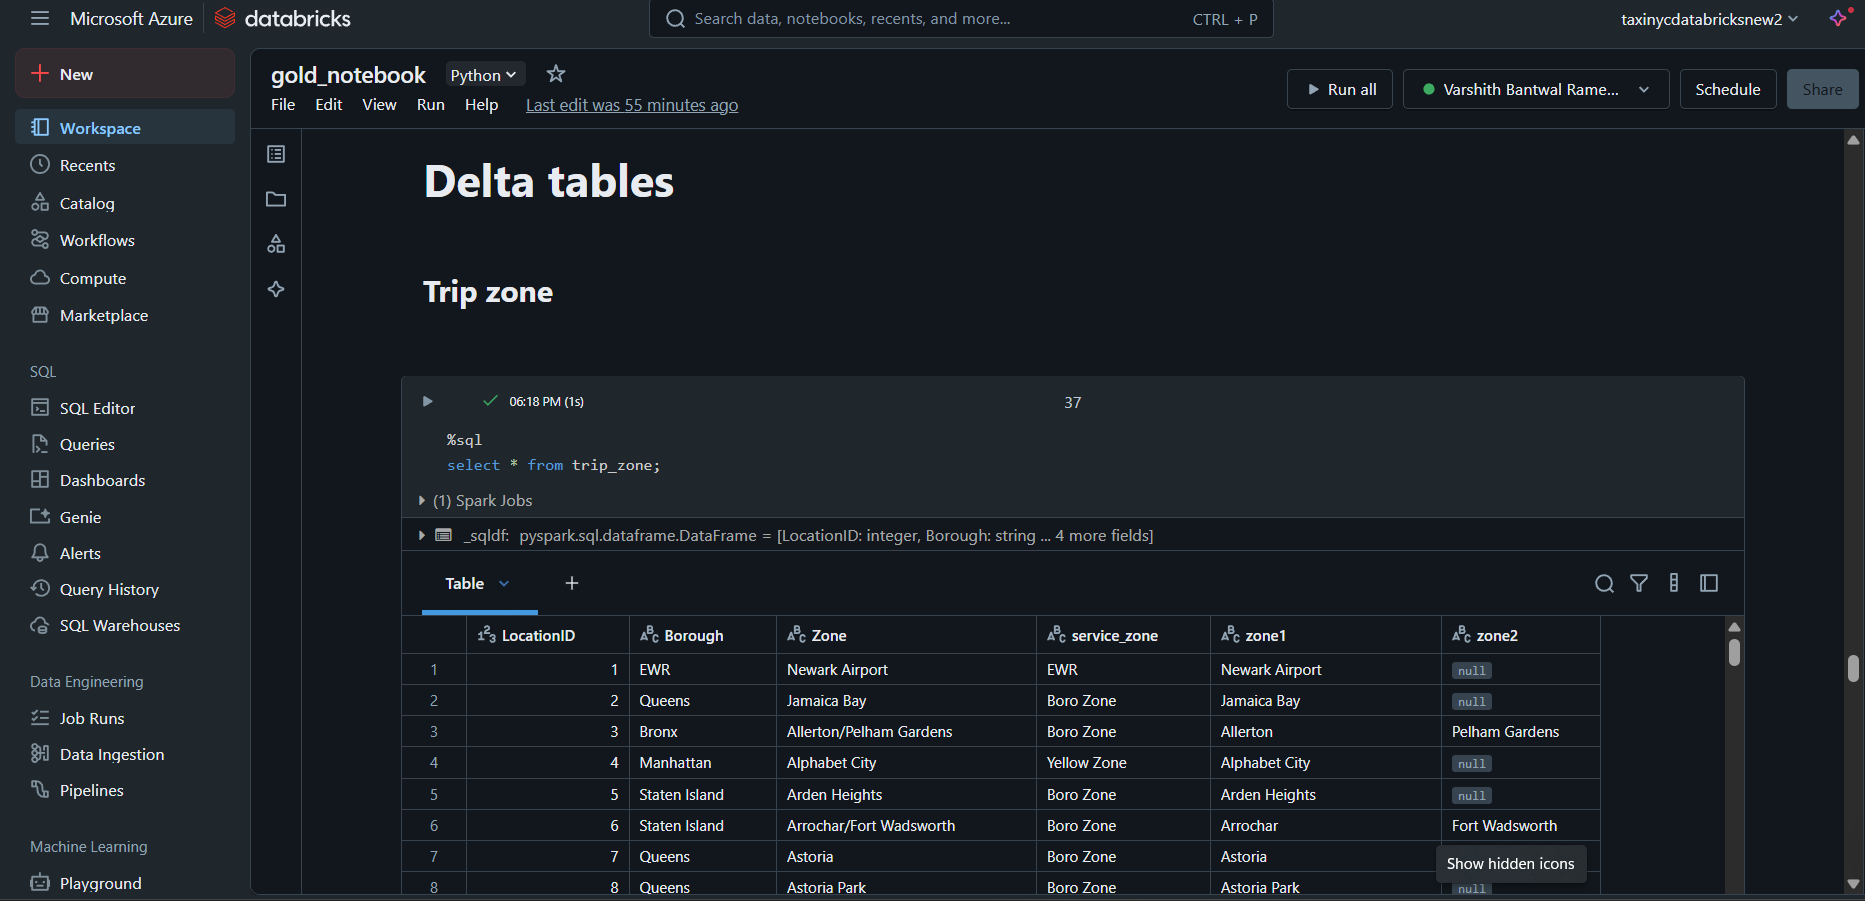 Microsoft Azure databricks
Search data, notebooks, recents, and more... CTRL + P
taxinycdatabricksnew2
New
Workspace
Recents
Catalog
Workflows
Compute
Marketplace
SQL
SQL Editor
Queries
Dashboards
Genie
Alerts
Query History
SQL Warehouses
Data Engineering
Job Runs
Data Ingestion
Pipelines
Machine Learning
Playground
gold_notebook Python
File Edit View Run Help Last edit was 55 minutes ago
Run all Varshith Bantwal Rame... Schedule Share
Delta tables
Trip zone
06:18 PM (1s) 37
%sql
select * from trip_zone;
(1) Spark Jobs
_sqldf: pyspark.sql.dataframe.DataFrame = [LocationID: integer, Borough: string ... 4 more fields]
Table +
123 LocationID ABC Borough ABC Zone ABC service_zone ABC zone1 ABC zone2
1 1 EWR Newark Airport EWR Newark Airport null
2 2 Queens Jamaica Bay Boro Zone Jamaica Bay null
3 3 Bronx Allerton/Pelham Gardens Boro Zone Allerton Pelham Gardens
4 4 Manhattan Alphabet City Yellow Zone Alphabet City null
5 5 Staten Island Arden Heights Boro Zone Arden Heights null
6 6 Staten Island Arrochar/Fort Wadsworth Boro Zone Arrochar Fort Wadsworth
7 7 Queens Astoria Boro Zone Astoria
Show hidden icons
8 8 Queens Astoria Park Boro Zone Astoria Park null